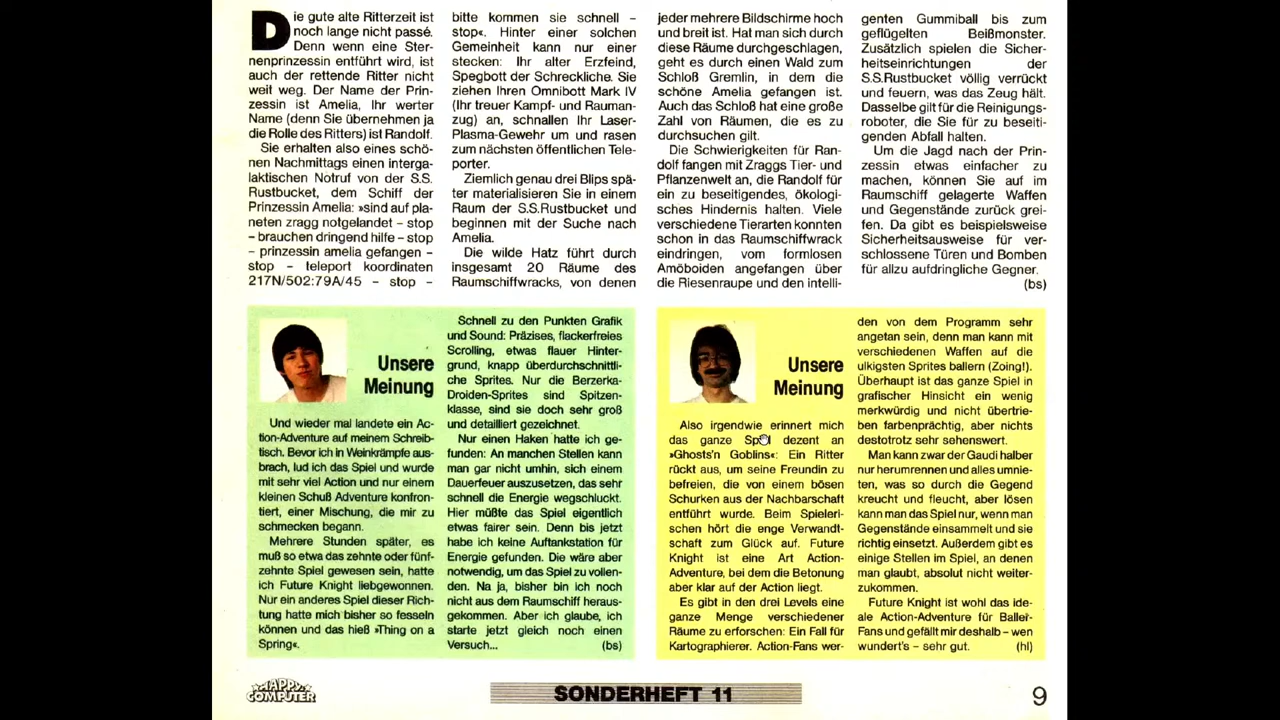 Die gute alte Ritterzeit ist
noch lange nicht passé.
Denn wenn eine Ster-
nenprinzessin entführt wird, ist
auch der rettende Ritter nicht
weit weg. Der Name der Prin-
zessin ist Amelia, Ihr werter
Name (denn Sie übernehmen ja
die Rolle des Ritters) ist Randolf.
Sie erhalten also eines schö-
nen Nachmittags einen interga-
laktischen Notruf von der S.S.
Rustbucket, dem Schiff der
Prinzessin Amelia: »sind auf pla-
neten zragg notgelandet – stop
– brauchen dringend hilfe – stop
– prinzessin amelia gefangen –
stop – teleport koordinaten
217N/502:79A/45 – stop –
bitte kommen sie schnell –
stop«. Hinter einer solchen
Gemeinheit kann nur einer
stecken: Ihr alter Erzfeind,
Spegbott der Schreckliche. Sie
ziehen Ihren Omnibott Mark IV
(Ihr treuer Kampf- und Rauman-
zug) an, schnallen Ihr Laser-
Plasma-Gewehr um und rasen
zum nächsten öffentlichen Tele-
porter.
Ziemlich genau drei Blips spä-
ter materialisieren Sie in einem
Raum der S.S.Rustbucket und
beginnen mit der Suche nach
Amelia.
Die wilde Hatz führt durch
insgesamt 20 Räume des
Raumschiffwracks, von denen
jeder mehrere Bildschirme hoch
und breit ist. Hat man sich durch
diese Räume durchgeschlagen,
geht es durch einen Wald zum
Schloß Gremlin, in dem die
schöne Amelia gefangen ist.
Auch das Schloß hat eine große
Zahl von Räumen, die es zu
durchsuchen gilt.
Die Schwierigkeiten für Ran-
dolf fangen mit Zraggs Tier- und
Pflanzenwelt an, die Randolf für
ein zu beseitigendes, ökologi-
sches Hindernis halten. Viele
verschiedene Tierarten konnten
schon in das Raumschiffwrack
eindringen, vom formlosen
Amöboiden angefangen über
die Riesenraupe und den intelli-
genten Gummiball bis zum
geflügelten Beißmonster.
Zusätzlich spielen die Sicher-
heitseinrichtungen der
S.S.Rustbucket völlig verrückt
und feuern, was das Zeug hält.
Dasselbe gilt für die Reinigungs-
roboter, die Sie für zu beseiti-
genden Abfall halten.
Um die Jagd nach der Prin-
zessin etwas einfacher zu
machen, können Sie auf im
Raumschiff gelagerte Waffen
und Gegenstände zurück grei-
fen. Da gibt es beispielsweise
Sicherheitsausweise für ver-
schlossene Türen und Bomben
für allzu aufdringliche Gegner.
(bs)
Unsere
Meinung
Und wieder mal landete ein Ac-
tion-Adventure auf meinem Schreib-
tisch. Bevor ich in Weinkrämpfe aus-
brach, lud ich das Spiel und wurde
mit sehr viel Action und nur einem
kleinen Schuß Adventure konfron-
tiert, einer Mischung, die mir zu
schmecken begann.
Mehrere Stunden später, es
muß so etwa das zehnte oder fünf-
zehnte Spiel gewesen sein, hatte
ich Future Knight liebgewonnen.
Nur ein anderes Spiel dieser Rich-
tung hatte mich bisher so fesseln
können und das hieß »Thing on a
Spring«.
Schnell zu den Punkten Grafik
und Sound: Präzises, flackerfreies
Scrolling, etwas flauer Hinter-
grund, knapp überdurchschnittli-
che Sprites. Nur die Berzerka-
Droiden-Sprites sind Spitzen-
klasse, sind sie doch sehr groß
und detailliert gezeichnet.
Nur einen Haken hatte ich ge-
funden: An manchen Stellen kann
man gar nicht umhin, sich einem
Dauerfeuer auszusetzen, das sehr
schnell die Energie wegschluckt.
Hier müßte das Spiel eigentlich
etwas fairer sein. Denn bis jetzt
habe ich keine Auftankstation für
Energie gefunden. Die wäre aber
notwendig, um das Spiel zu vollen-
den. Na ja, bisher bin ich noch
nicht aus dem Raumschiff heraus-
gekommen. Aber ich glaube, ich
starte jetzt gleich noch einen
Versuch... (bs)
Unsere
Meinung
Also irgendwie erinnert mich
das ganze Spiel dezent an
»Ghosts'n Goblins«: Ein Ritter
rückt aus, um seine Freundin zu
befreien, die von einem bösen
Schurken aus der Nachbarschaft
entführt wurde. Beim Spieleri-
schen hört die enge Verwandt-
schaft zum Glück auf. Future
Knight ist eine Art Action-
Adventure, bei dem die Betonung
aber klar auf der Action liegt.
Es gibt in den drei Levels eine
ganze Menge verschiedener
Räume zu erforschen: Ein Fall für
Kartographierer. Action-Fans wer-
den von dem Programm sehr
angetan sein, denn man kann mit
verschiedenen Waffen auf die
ulkigsten Sprites ballern (Zoing!).
Überhaupt ist das ganze Spiel in
grafischer Hinsicht ein wenig
merkwürdig und nicht übertrie-
ben farbenprächtig, aber nichts
destotrotz sehr sehenswert.
Man kann zwar der Gaudi halber
nur herumrennen und alles umnie-
ten, was so durch die Gegend
kreucht und fleucht, aber lösen
kann man das Spiel nur, wenn man
Gegenstände einsammelt und sie
richtig einsetzt. Außerdem gibt es
einige Stellen im Spiel, an denen
man glaubt, absolut nicht weiter-
zukommen.
Future Knight ist wohl das ide-
ale Action-Adventure für Baller-
Fans und gefällt mir deshalb – wen
wundert's – sehr gut. (hl)
HAPPY
COMPUTER
SONDERHEFT 11
9